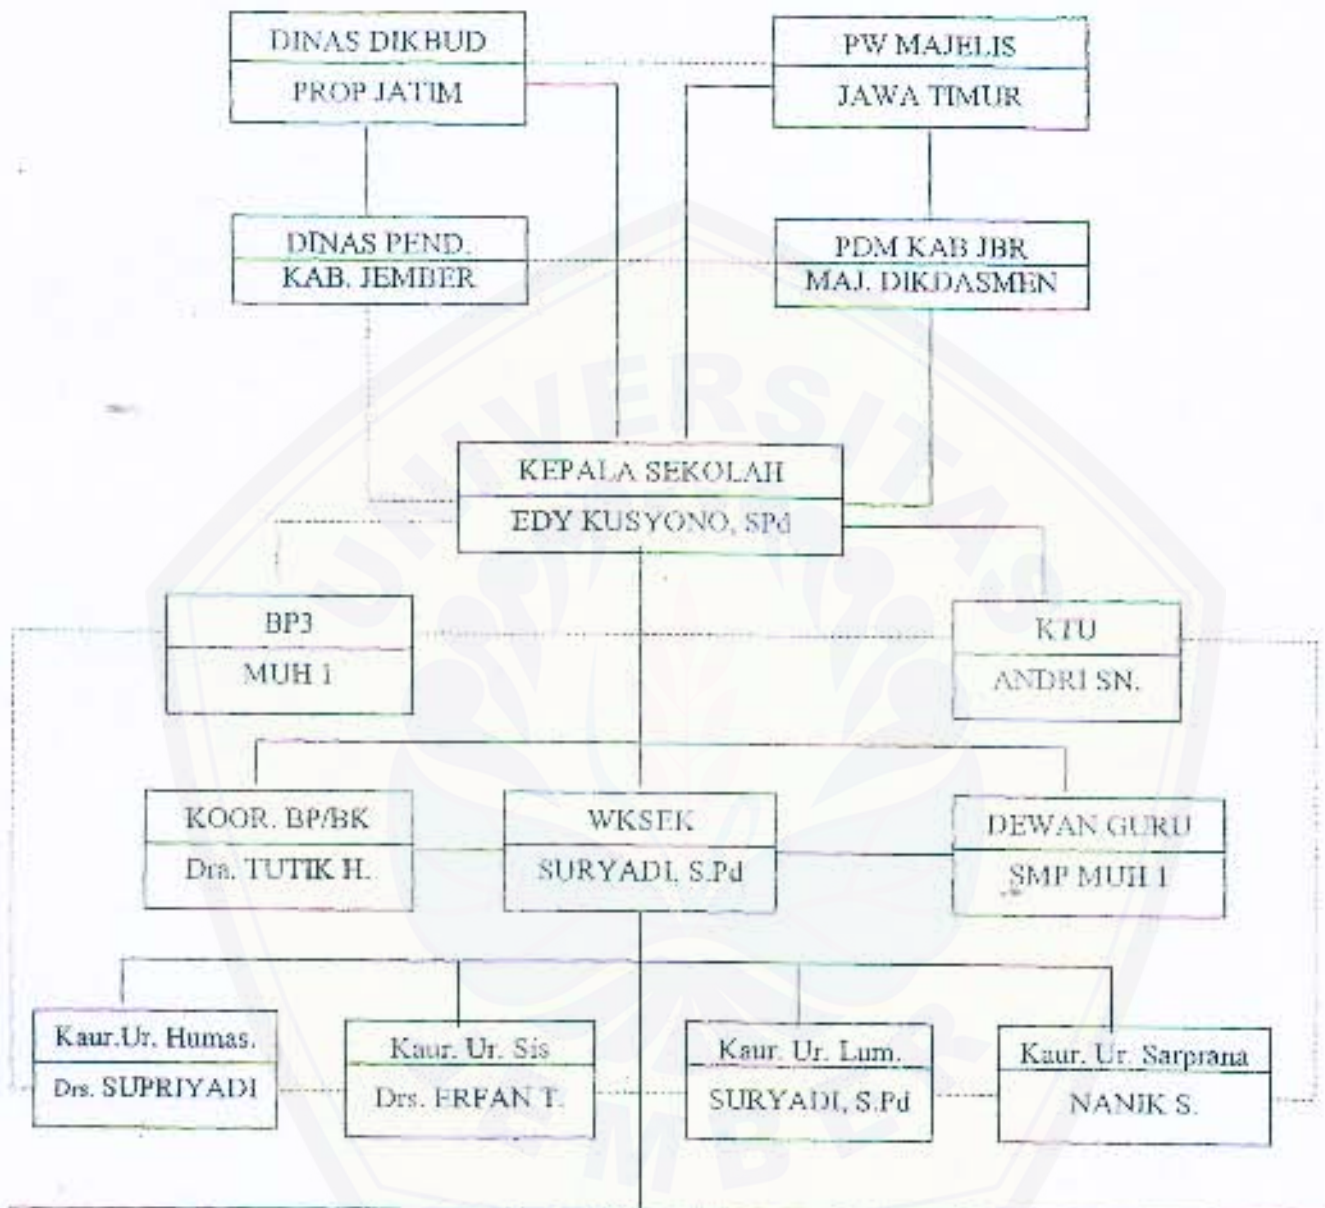 DINAS DIKBUD
PROP JATIM
PW MAJELIS
JAWA TIMUR
DINAS PEND.
KAB. JEMBER
PDM KAB JBR
MAJ. DIKDASMEN
KEPALA SEKOLAH
EDY KUSYONO, SPd
BP3
MUH 1
KTU
ANDRI SN.
KOOR. BP/BK
Dra. TUTIK H.
WKSEK
SURYADI, S.Pd
DEWAN GURU
SMP MUH 1
Kaur.Ur. Humas.
Drs. SUPRIYADI
Kaur. Ur. Sis
Drs. ERFAN T.
Kaur. Ur. Lum.
SURYADI, S.Pd
Kaur. Ur. Sarprana
NANIK S.
UNIVERSITAS
JEMBER